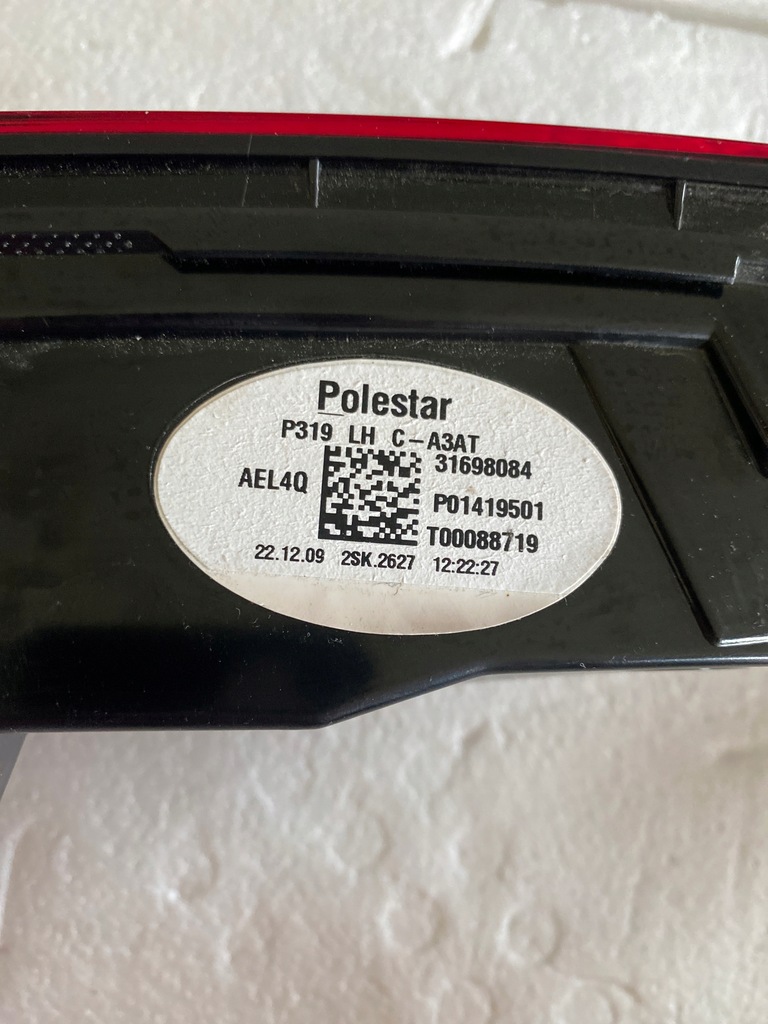 Polestar
P319 LH C-A3AT
31698084
AEL4Q
P01419501
T00088719
22.12.09 2SK.2627 12:22:27